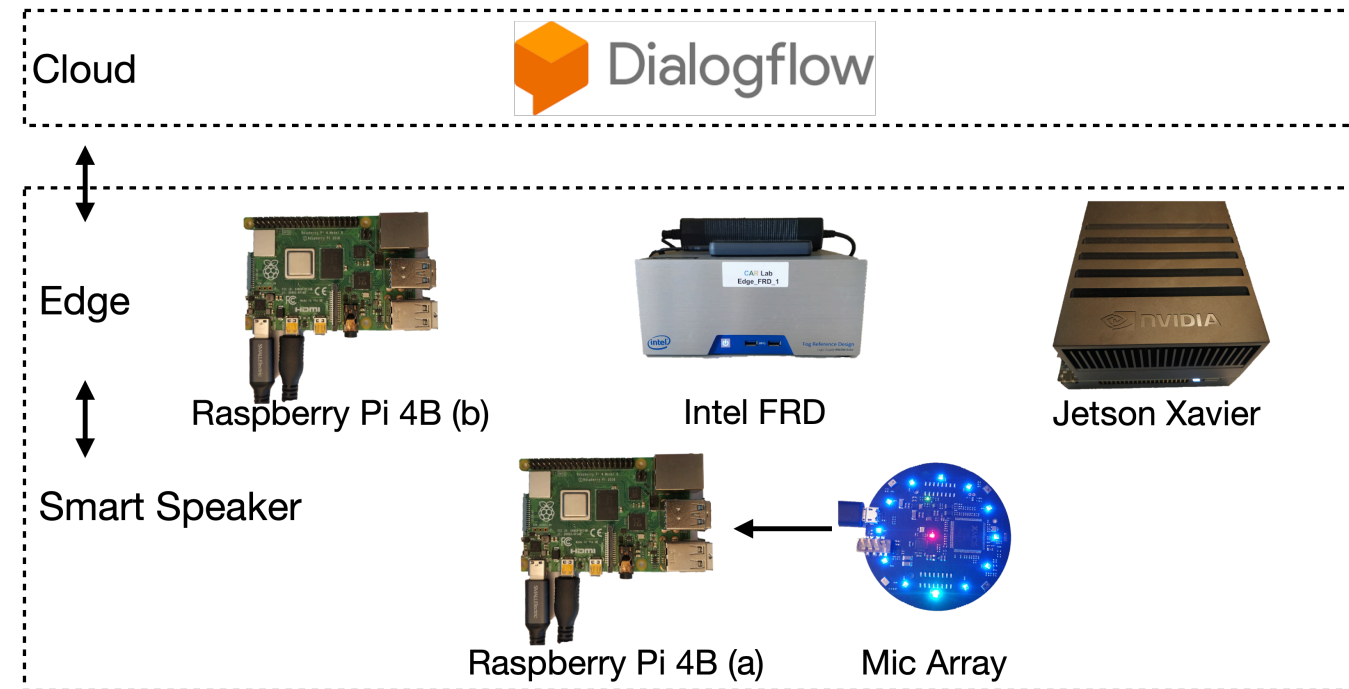 Cloud
Dialogflow
Edge
CAR Lab
Edge_FRD_1
HDMI
intel
Fog Reference Design
NVIDIA
Raspberry Pi 4B (b)
Intel FRD
Jetson Xavier
Smart Speaker
HDMI
Raspberry Pi 4B (a)
Mic Array